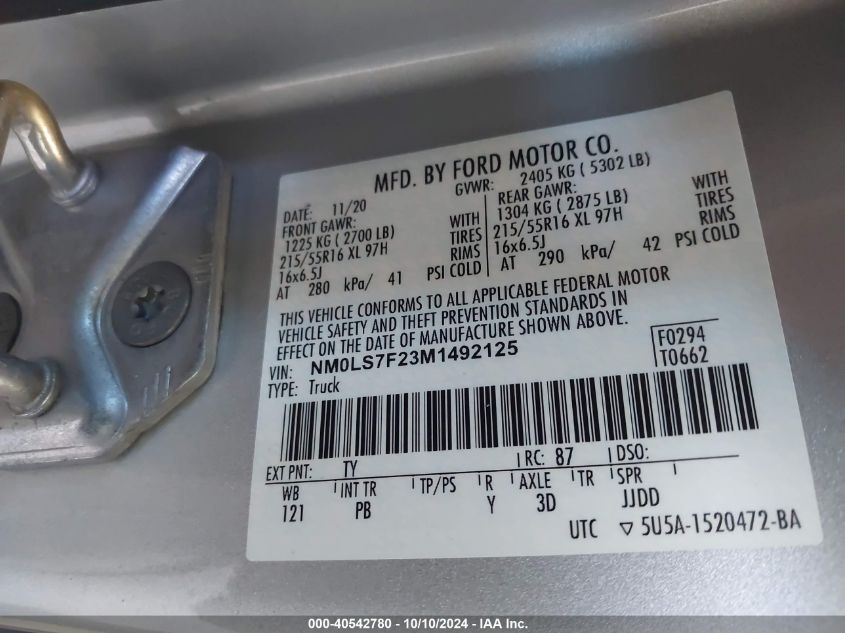 MFD. BY FORD MOTOR CO.
DATE: 11/20 GVWR: 2405 KG ( 5302 LB)
FRONT GAWR: REAR GAWR:
1225 KG ( 2700 LB) WITH 1304 KG ( 2875 LB) WITH
215/55R16 XL 97H TIRES 215/55R16 XL 97H TIRES
16x6.5J RIMS 16x6.5J RIMS
AT 280 kPa/ 41 PSI COLD AT 290 kPa/ 42 PSI COLD
THIS VEHICLE CONFORMS TO ALL APPLICABLE FEDERAL MOTOR
VEHICLE SAFETY AND THEFT PREVENTION STANDARDS IN
EFFECT ON THE DATE OF MANUFACTURE SHOWN ABOVE.
VIN: NM0LS7F23M1492125 F0294
TYPE: Truck T0662
EXT PNT: TY RC: 87 DSO:
WB INT TR TP/PS R AXLE TR SPR
121 PB Y 3D JJDD
UTC ▽ 5U5A-1520472-BA
000-40542780 - 10/10/2024 - IAA Inc.